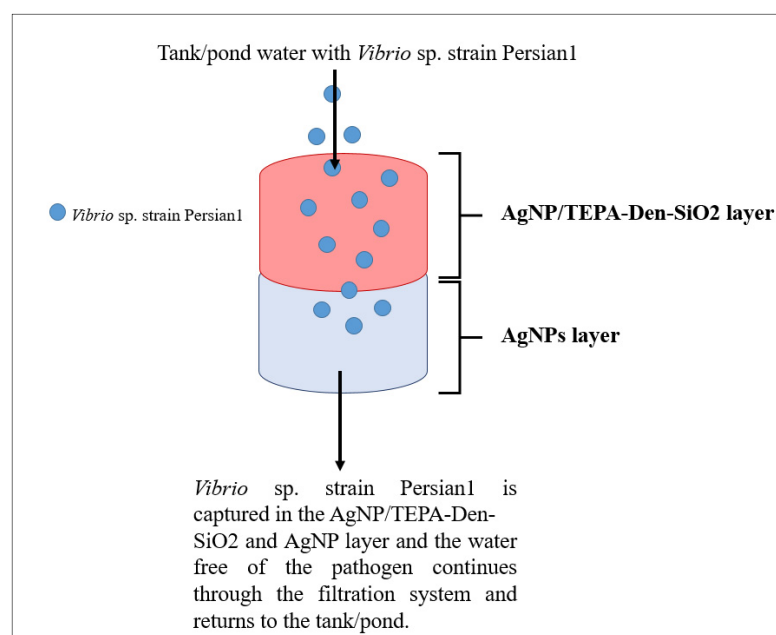 Tank/pond water with Vibrio sp. strain Persian1
Vibrio sp. strain Persian1
AgNP/TEPA-Den-SiO2 layer
AgNPs layer
Vibrio sp. strain Persian1 is
captured in the AgNP/TEPA-Den-
SiO2 and AgNP layer and the water
free of the pathogen continues
through the filtration system and
returns to the tank/pond.